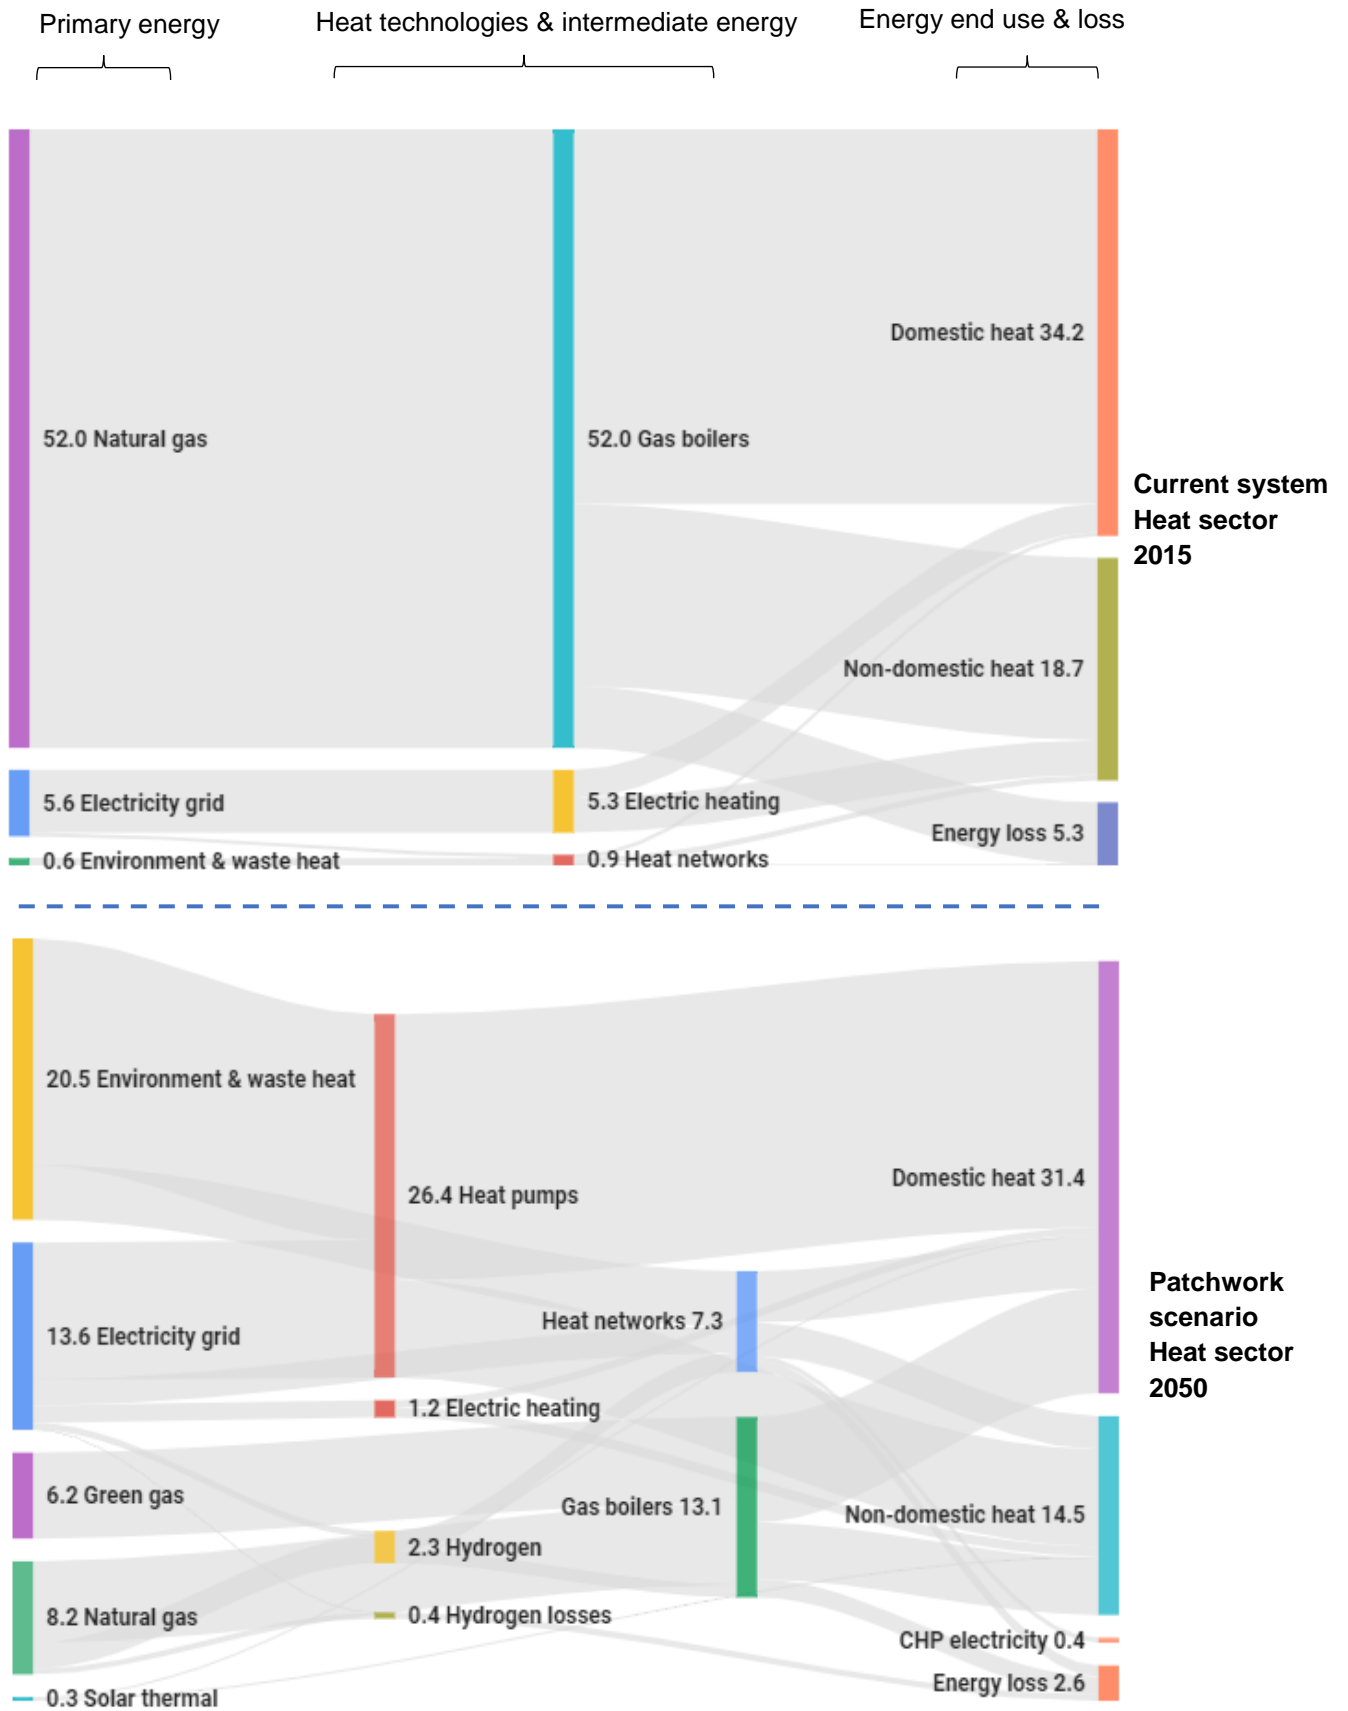 Primary energy
Heat technologies & intermediate energy
Energy end use & loss
Domestic heat 34.2
52.0 Natural gas
52.0 Gas boilers
Current system
Heat sector
2015
Non-domestic heat 18.7
5.6 Electricity grid
5.3 Electric heating
Energy loss 5.3
0.6 Environment & waste heat
0.9 Heat networks
20.5 Environment & waste heat
26.4 Heat pumps
Domestic heat 31.4
Patchwork
scenario
Heat sector
2050
Heat networks 7.3
13.6 Electricity grid
1.2 Electric heating
6.2 Green gas
Gas boilers 13.1
Non-domestic heat 14.5
2.3 Hydrogen
8.2 Natural gas
0.4 Hydrogen losses
CHP electricity 0.4
Energy loss 2.6
0.3 Solar thermal